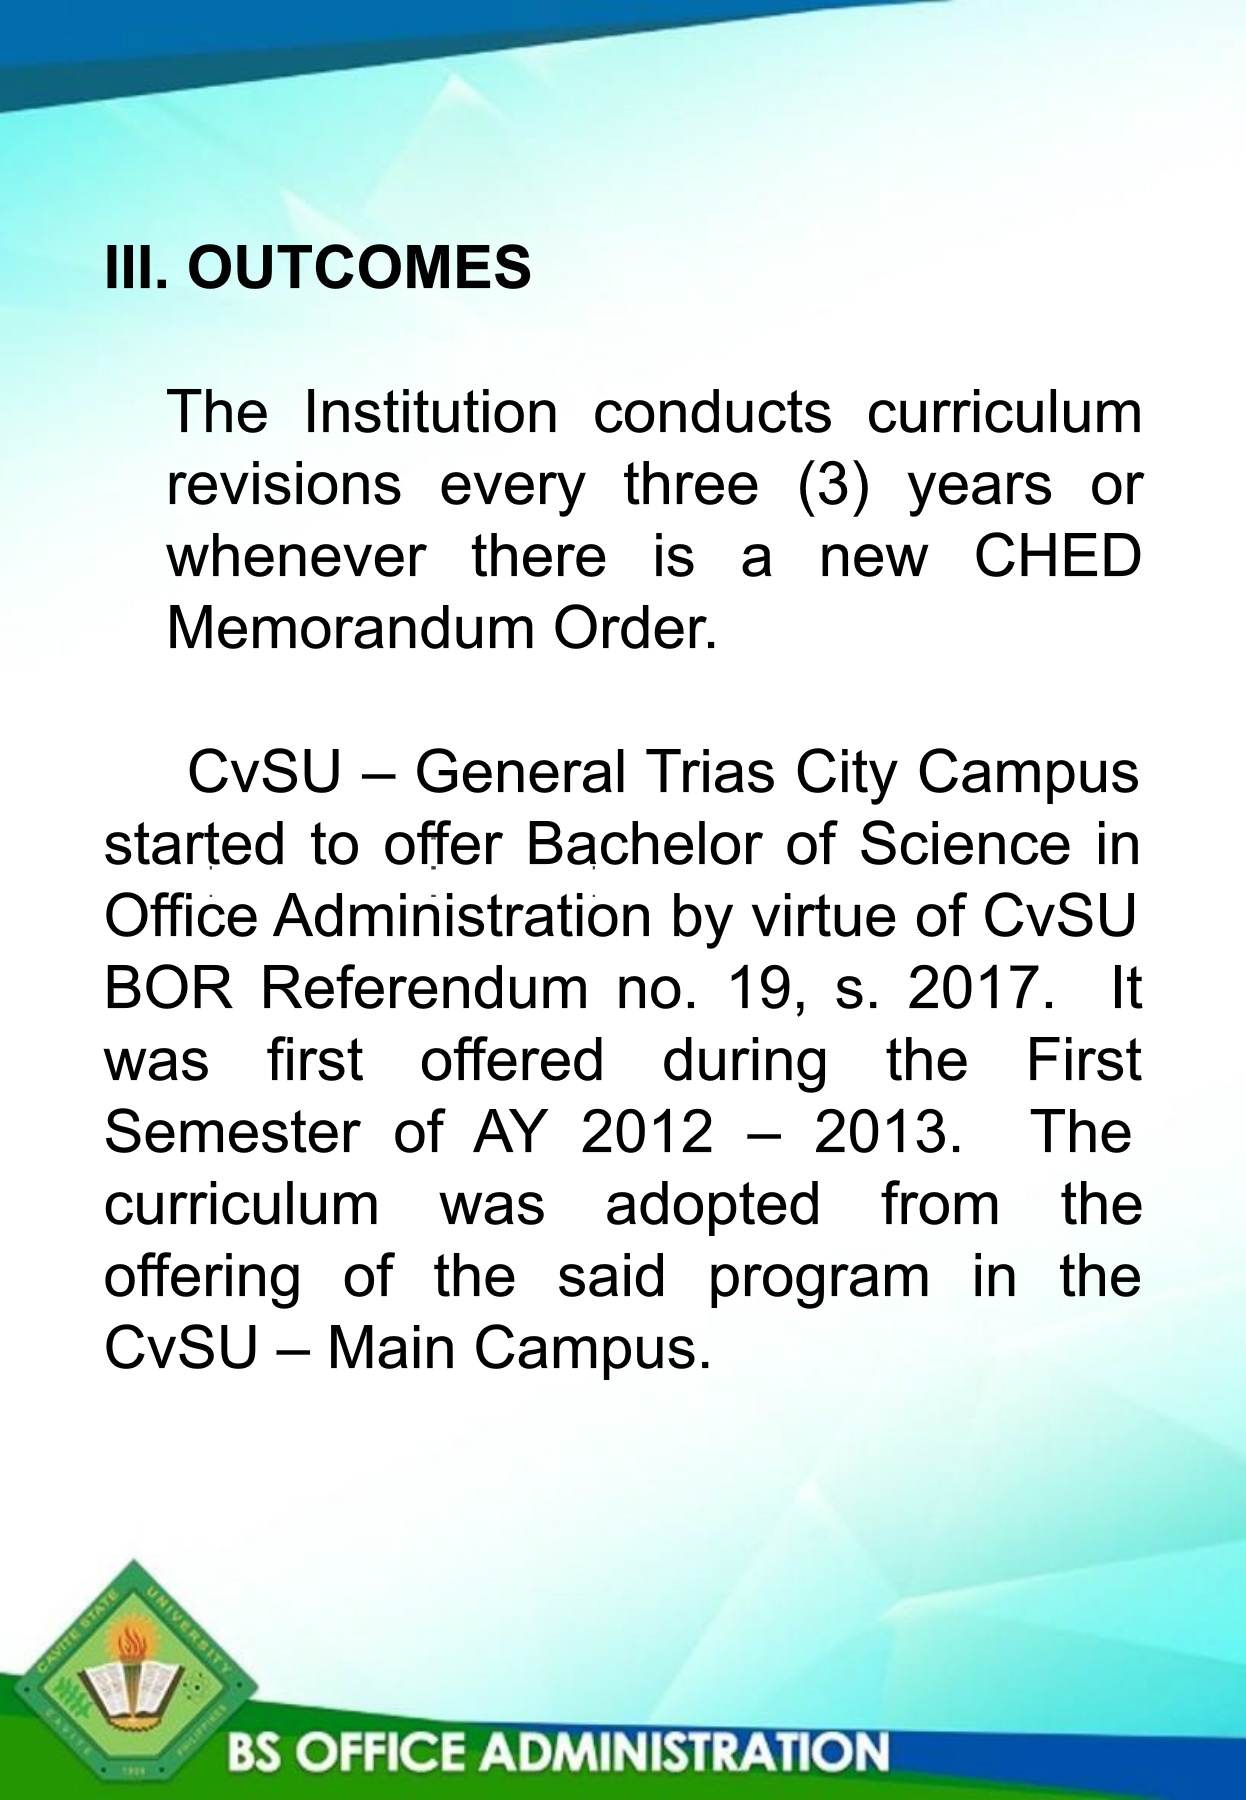 III. OUTCOMES
The Institution conducts curriculum
revisions every three (3) years or
whenever there is a new CHED
Memorandum Order.
CvSU – General Trias City Campus
started to offer Bachelor of Science in
Office Administration by virtue of CvSU
BOR Referendum no. 19, s. 2017. It
was first offered during the First
Semester of AY 2012 – 2013. The
curriculum was adopted from the
offering of the said program in the
CvSU – Main Campus.
CAVITE STATE UNIVERSITY
CAVITE PHILIPPINES
1906
BS OFFICE ADMINISTRATION